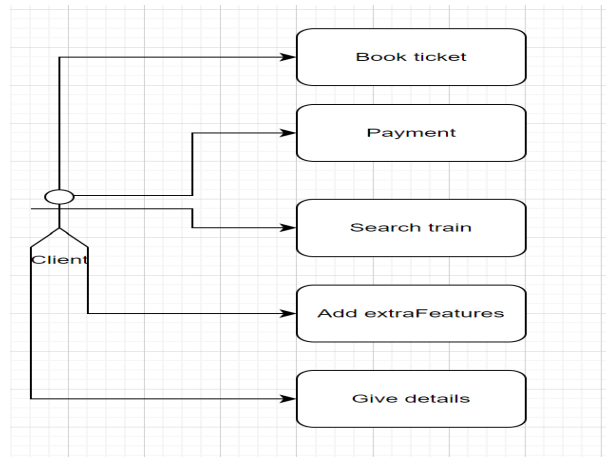 Book ticket
Payment
Search train
Client
Add extraFeatures
Give details